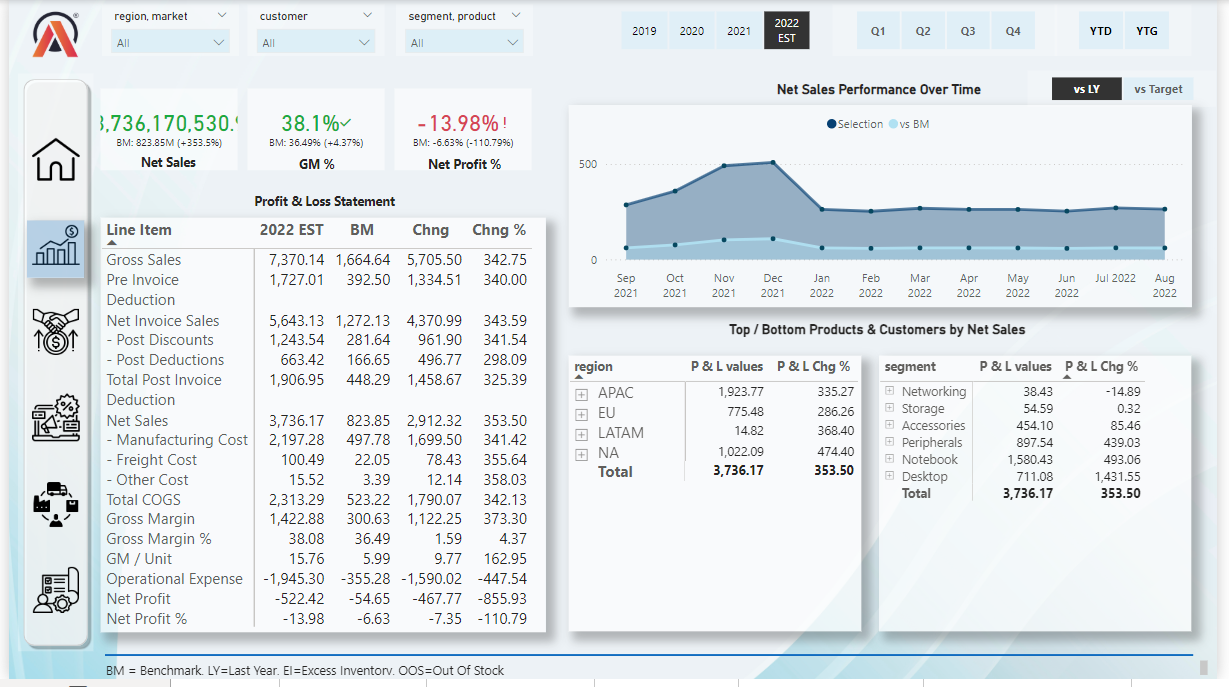 region, market customer segment, product
All All All
2019 2020 2021 2022 EST Q1 Q2 Q3 Q4 YTD YTG
Net Sales Performance Over Time vs LY vs Target
3,736,170,530. 38.1% -13.98%!
BM: 823.85M (+353.5%) BM: 36.49% (+4.37%) BM: -6.63% (-110.79%)
Net Sales GM % Net Profit %
Selection vs BM
500
0
Sep 2021 Oct 2021 Nov 2021 Dec 2021 Jan 2022 Feb 2022 Mar 2022 Apr 2022 May 2022 Jun 2022 Jul 2022 Aug 2022
Profit & Loss Statement
Line Item 2022 EST BM Chng Chng %
Gross Sales 7,370.14 1,664.64 5,705.50 342.75
Pre Invoice Deduction 1,727.01 392.50 1,334.51 340.00
Net Invoice Sales 5,643.13 1,272.13 4,370.99 343.59
- Post Discounts 1,243.54 281.64 961.90 341.54
- Post Deductions 663.42 166.65 496.77 298.09
Total Post Invoice Deduction 1,906.95 448.29 1,458.67 325.39
Net Sales 3,736.17 823.85 2,912.32 353.50
- Manufacturing Cost 2,197.28 497.78 1,699.50 341.42
- Freight Cost 100.49 22.05 78.43 355.64
- Other Cost 15.52 3.39 12.14 358.03
Total COGS 2,313.29 523.22 1,790.07 342.13
Gross Margin 1,422.88 300.63 1,122.25 373.30
Gross Margin % 38.08 36.49 1.59 4.37
GM / Unit 15.76 5.99 9.77 162.95
Operational Expense -1,945.30 -355.28 -1,590.02 -447.54
Net Profit -522.42 -54.65 -467.77 -855.93
Net Profit % -13.98 -6.63 -7.35 -110.79
Top / Bottom Products & Customers by Net Sales
region P & L values P & L Chg %
APAC 1,923.77 335.27
EU 775.48 286.26
LATAM 14.82 368.40
NA 1,022.09 474.40
Total 3,736.17 353.50
segment P & L values P & L Chg %
Networking 38.43 -14.89
Storage 54.59 0.32
Accessories 454.10 85.46
Peripherals 897.54 439.03
Notebook 1,580.43 493.06
Desktop 711.08 1,431.55
Total 3,736.17 353.50
BM = Benchmark. LY=Last Year. EI=Excess Inventory. OOS=Out Of Stock